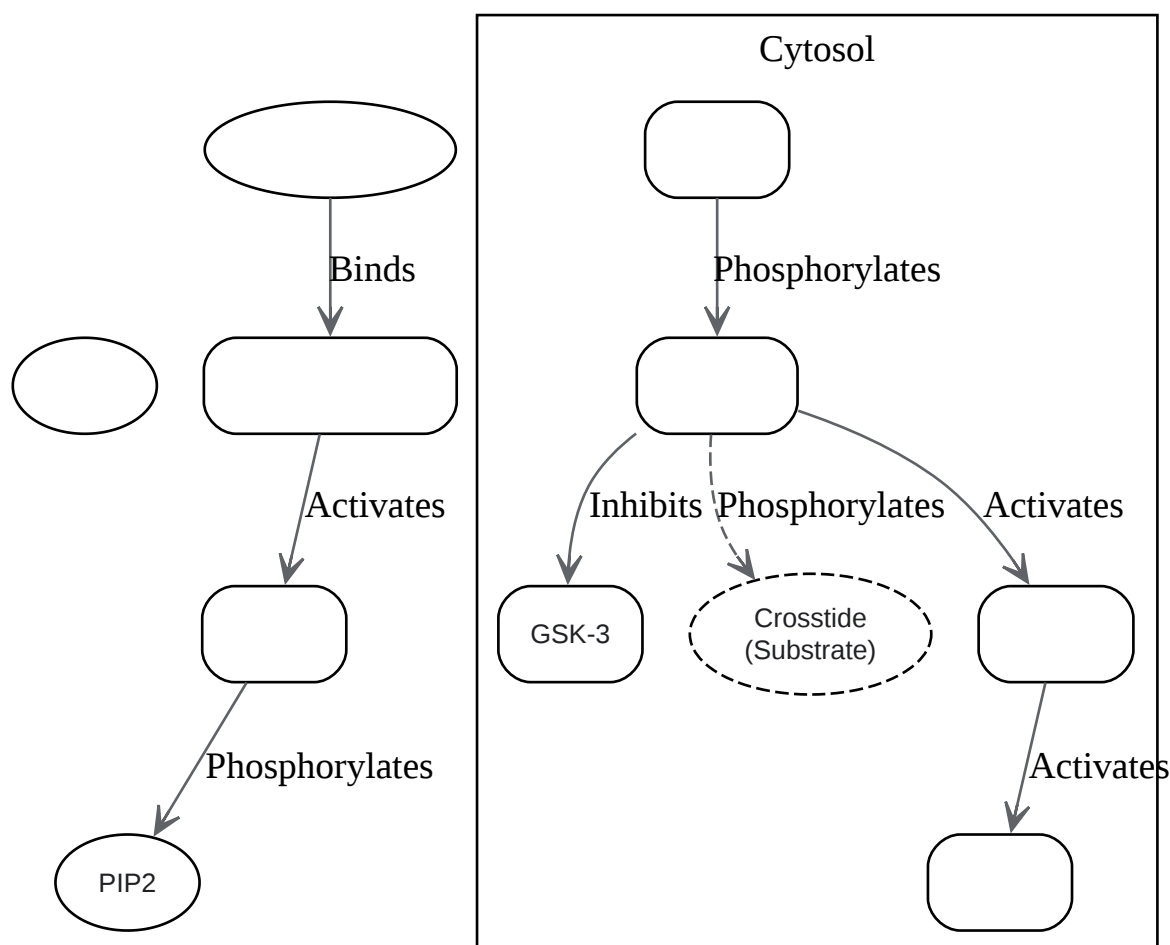 Cytosol
Binds
Phosphorylates
Activates
Inhibits
Phosphorylates
Activates
GSK-3
Crosstide
(Substrate)
Phosphorylates
Activates
PIP2